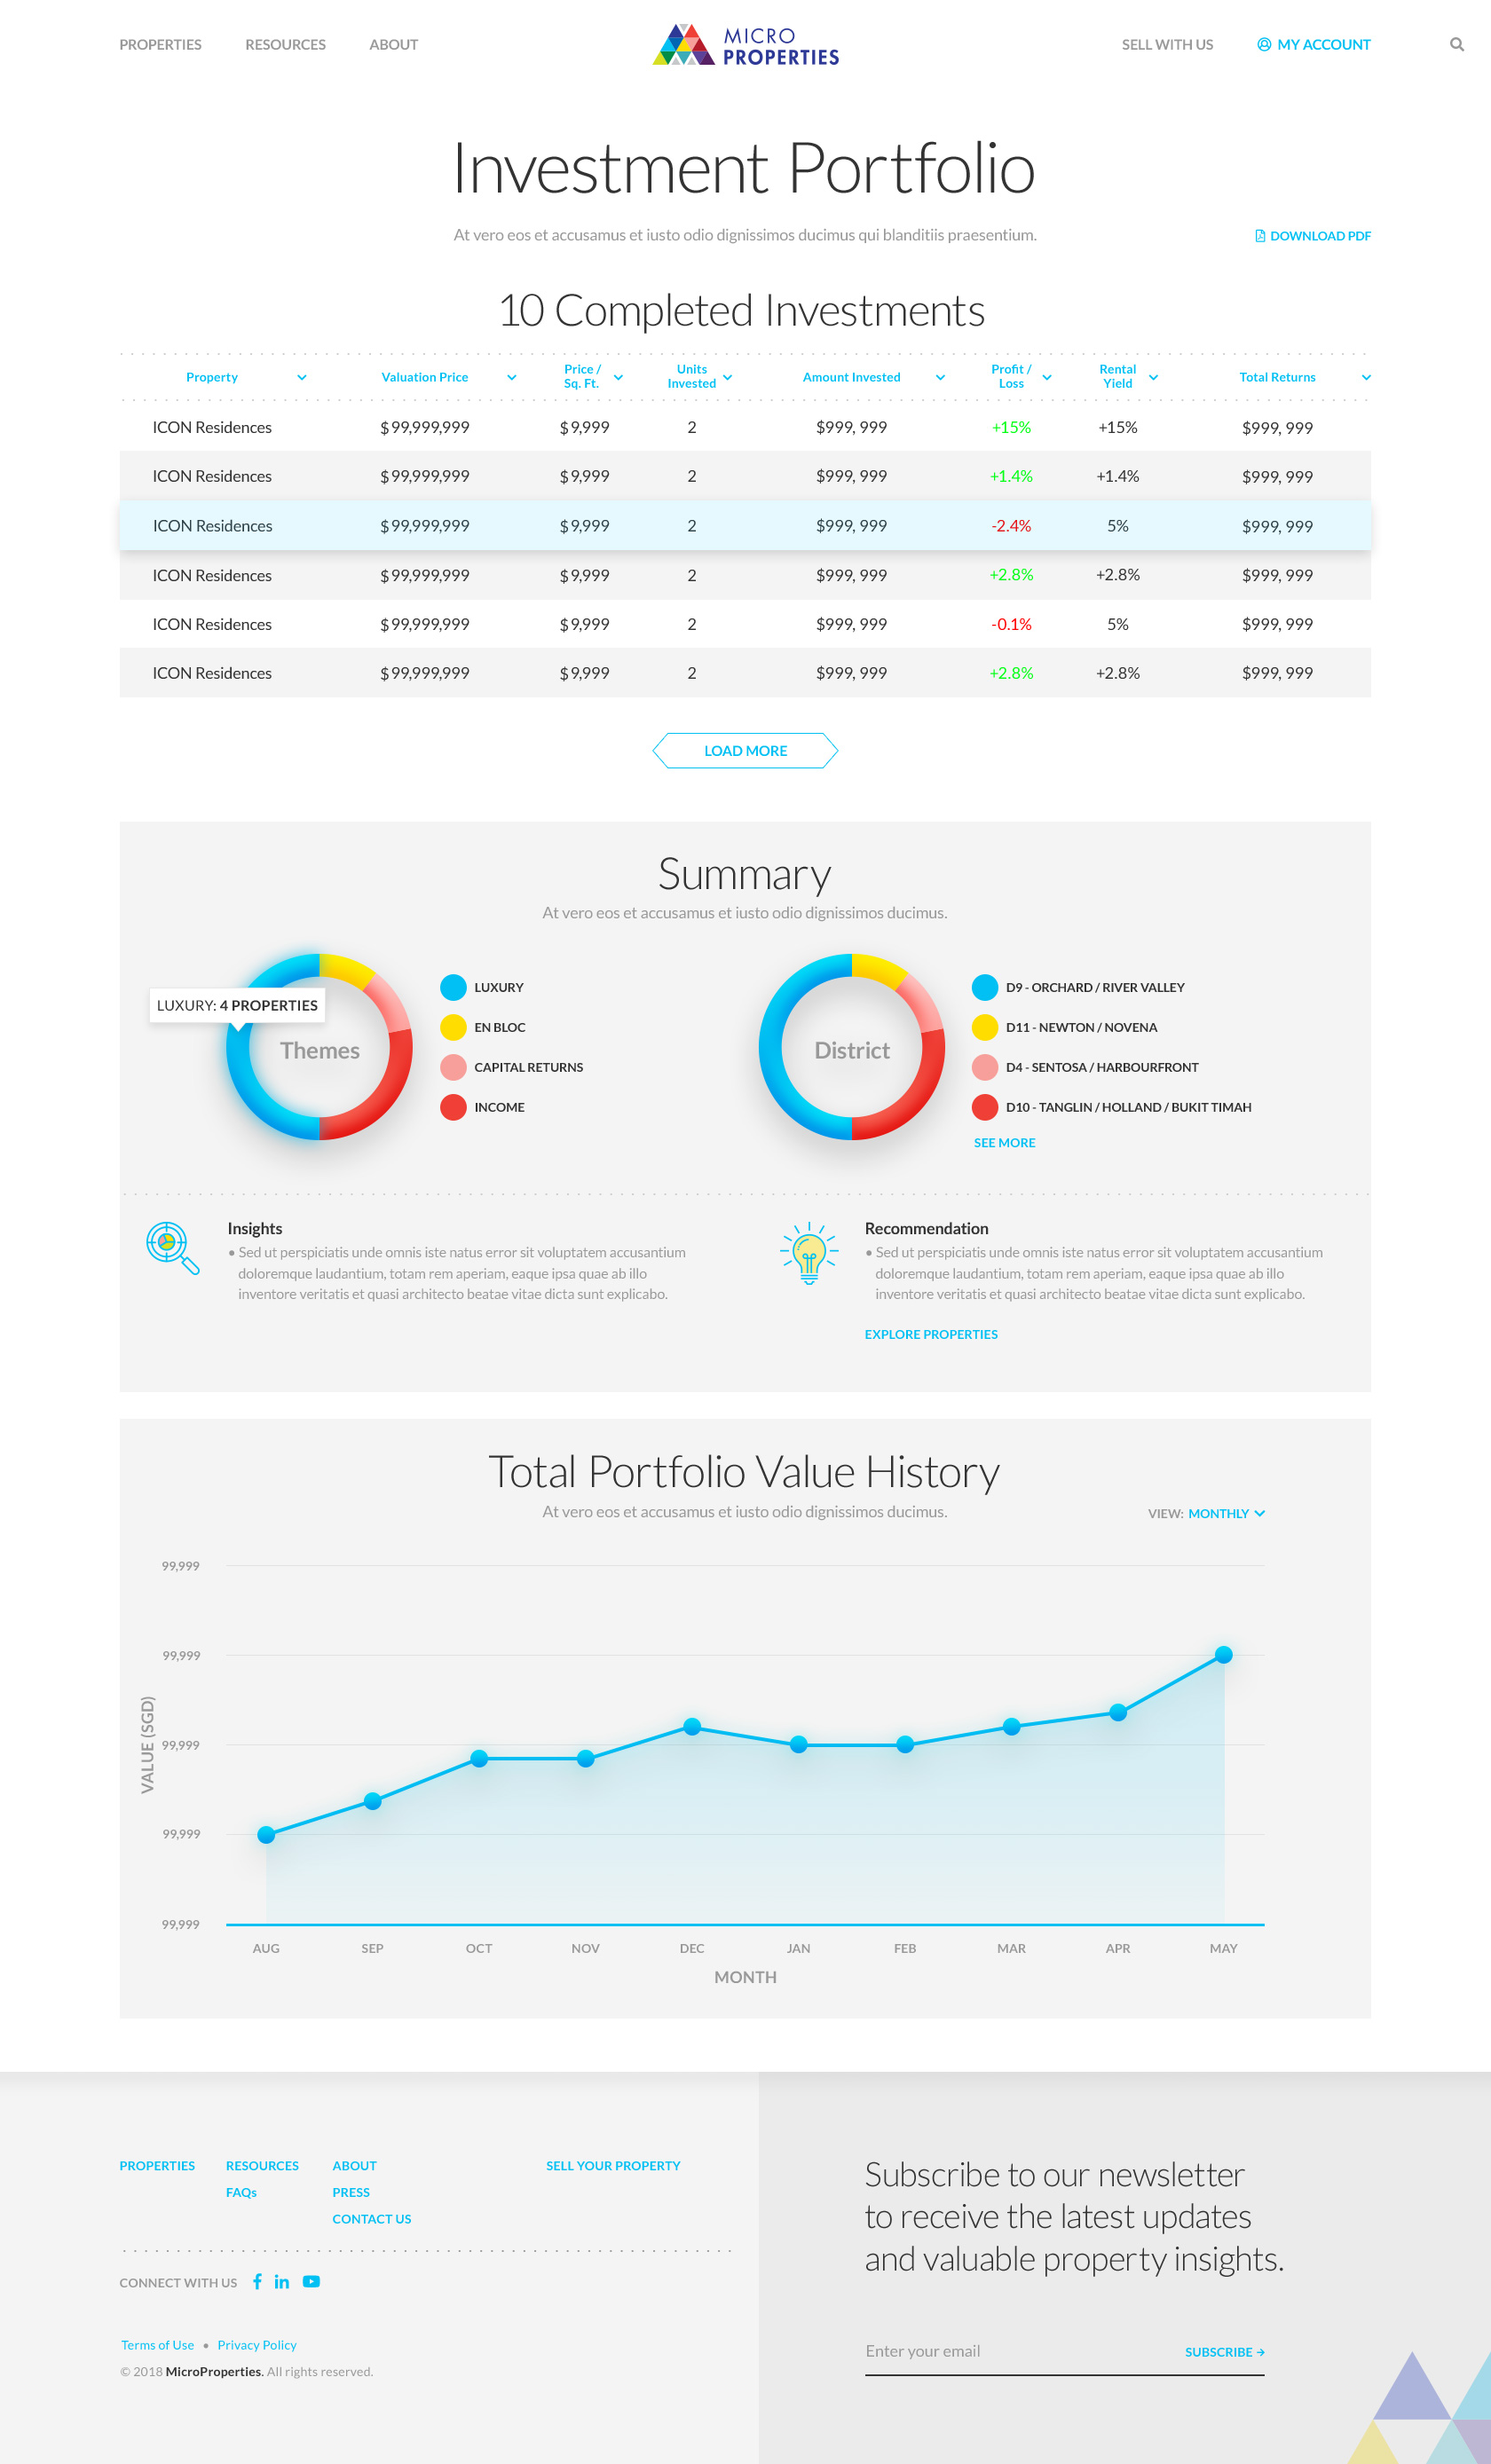 PROPERTIES RESOURCES ABOUT MICRO PROPERTIES SELL WITH US MY ACCOUNT
Investment Portfolio
At vero eos et accusamus et iusto odio dignissimos ducimus qui blanditiis praesentium. DOWNLOAD PDF
10 Completed Investments
Property Valuation Price Price / Sq. Ft. Units Invested Amount Invested Profit / Loss Rental Yield Total Returns
ICON Residences $ 99,999,999 $ 9,999 2 $999, 999 +15% +15% $999, 999
ICON Residences $ 99,999,999 $ 9,999 2 $999, 999 +1.4% +1.4% $999, 999
ICON Residences $ 99,999,999 $ 9,999 2 $999, 999 -2.4% 5% $999, 999
ICON Residences $ 99,999,999 $ 9,999 2 $999, 999 +2.8% +2.8% $999, 999
ICON Residences $ 99,999,999 $ 9,999 2 $999, 999 -0.1% 5% $999, 999
ICON Residences $ 99,999,999 $ 9,999 2 $999, 999 +2.8% +2.8% $999, 999
LOAD MORE
Summary
At vero eos et accusamus et iusto odio dignissimos ducimus.
LUXURY: 4 PROPERTIES
Themes
LUXURY
EN BLOC
CAPITAL RETURNS
INCOME
District
D9 - ORCHARD / RIVER VALLEY
D11 - NEWTON / NOVENA
D4 - SENTOSA / HARBOURFRONT
D10 - TANGLIN / HOLLAND / BUKIT TIMAH
SEE MORE
Insights
• Sed ut perspiciatis unde omnis iste natus error sit voluptatem accusantium
doloremque laudantium, totam rem aperiam, eaque ipsa quae ab illo
inventore veritatis et quasi architecto beatae vitae dicta sunt explicabo.
Recommendation
• Sed ut perspiciatis unde omnis iste natus error sit voluptatem accusantium
doloremque laudantium, totam rem aperiam, eaque ipsa quae ab illo
inventore veritatis et quasi architecto beatae vitae dicta sunt explicabo.
EXPLORE PROPERTIES
Total Portfolio Value History
At vero eos et accusamus et iusto odio dignissimos ducimus. VIEW: MONTHLY
99,999
99,999
99,999
99,999
99,999
VALUE (SGD)
AUG SEP OCT NOV DEC JAN FEB MAR APR MAY
MONTH
PROPERTIES RESOURCES ABOUT SELL YOUR PROPERTY
FAQs PRESS
CONTACT US
CONNECT WITH US
Terms of Use • Privacy Policy
© 2018 MicroProperties. All rights reserved.
Subscribe to our newsletter
to receive the latest updates
and valuable property insights.
Enter your email SUBSCRIBE